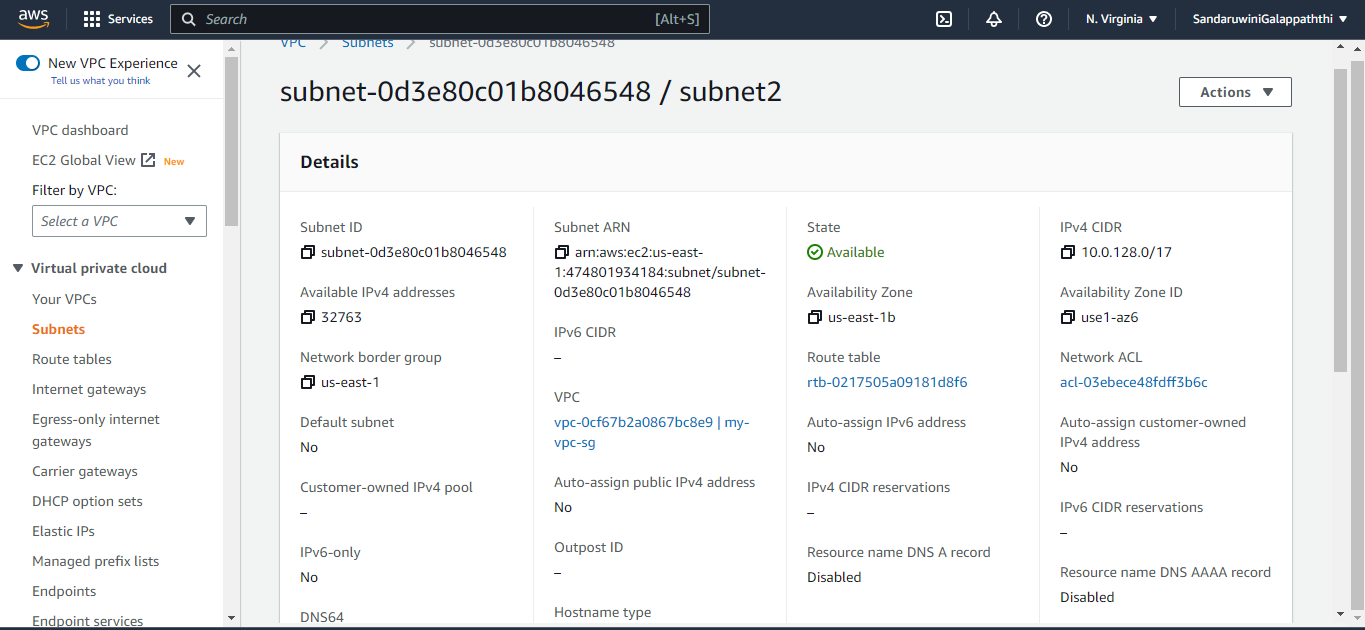 aws
Services
Search
[Alt+S]
N. Virginia
SandaruwiniGalappaththi
New VPC Experience
Tell us what you think
VPC dashboard
EC2 Global View New
Filter by VPC:
Select a VPC
Virtual private cloud
Your VPCs
Subnets
Route tables
Internet gateways
Egress-only internet
gateways
Carrier gateways
DHCP option sets
Elastic IPs
Managed prefix lists
Endpoints
Endpoint services
VPC Subnets subnet-0d3e80c01b8046548
subnet-0d3e80c01b8046548 / subnet2
Actions
Details
Subnet ID
subnet-0d3e80c01b8046548
Available IPv4 addresses
32763
Network border group
us-east-1
Default subnet
No
Customer-owned IPv4 pool
–
IPv6-only
No
DNS64
Subnet ARN
arn:aws:ec2:us-east-
1:474801934184:subnet/subnet-
0d3e80c01b8046548
IPv6 CIDR
–
VPC
vpc-0cf67b2a0867bc8e9 | my-
vpc-sg
Auto-assign public IPv4 address
No
Outpost ID
–
Hostname type
State
Available
Availability Zone
us-east-1b
Route table
rtb-0217505a09181d8f6
Auto-assign IPv6 address
No
IPv4 CIDR reservations
–
Resource name DNS A record
Disabled
IPv4 CIDR
10.0.128.0/17
Availability Zone ID
use1-az6
Network ACL
acl-03ebece48fdff3b6c
Auto-assign customer-owned
IPv4 address
No
IPv6 CIDR reservations
–
Resource name DNS AAAA record
Disabled